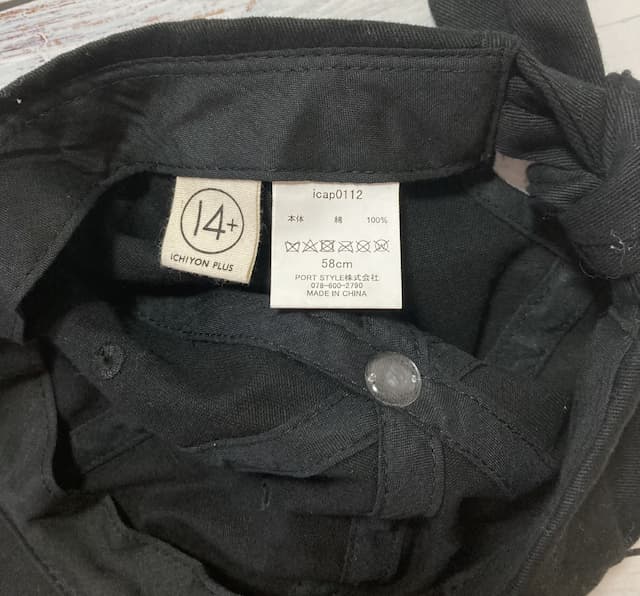 14+
ICHIYON PLUS
icap0112
本体 綿 100%
58cm
PORT STYLE株式会社
078-600-2790
MADE IN CHINA